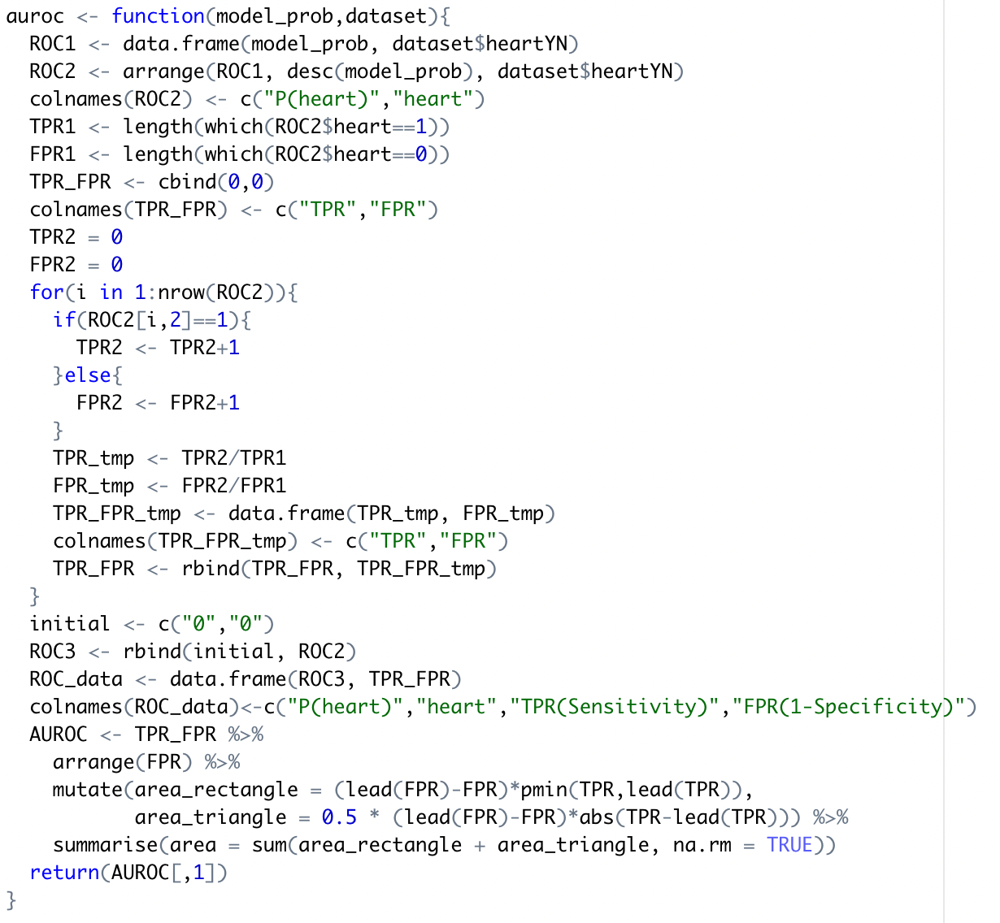 auroc <- function(model_prob,dataset){
  ROC1 <- data.frame(model_prob, dataset$heartYN)
  ROC2 <- arrange(ROC1, desc(model_prob), dataset$heartYN)
  colnames(ROC2) <- c("P(heart)","heart")
  TPR1 <- length(which(ROC2$heart==1))
  FPR1 <- length(which(ROC2$heart==0))
  TPR_FPR <- cbind(0,0)
  colnames(TPR_FPR) <- c("TPR","FPR")
  TPR2 = 0
  FPR2 = 0
  for(i in 1:nrow(ROC2)){
    if(ROC2[i,2]==1){
      TPR2 <- TPR2+1
    }else{
      FPR2 <- FPR2+1
    }
    TPR_tmp <- TPR2/TPR1
    FPR_tmp <- FPR2/FPR1
    TPR_FPR_tmp <- data.frame(TPR_tmp, FPR_tmp)
    colnames(TPR_FPR_tmp) <- c("TPR","FPR")
    TPR_FPR <- rbind(TPR_FPR, TPR_FPR_tmp)
  }
  initial <- c("0","0")
  ROC3 <- rbind(initial, ROC2)
  ROC_data <- data.frame(ROC3, TPR_FPR)
  colnames(ROC_data)<-c("P(heart)","heart","TPR(Sensitivity)","FPR(1-Specificity)")
  AUROC <- TPR_FPR %>%
    arrange(FPR) %>%
    mutate(area_rectangle = (lead(FPR)-FPR)*pmin(TPR,lead(TPR)),
           area_triangle = 0.5 * (lead(FPR)-FPR)*abs(TPR-lead(TPR))) %>%
    summarise(area = sum(area_rectangle + area_triangle, na.rm = TRUE))
  return(AUROC[,1])
}